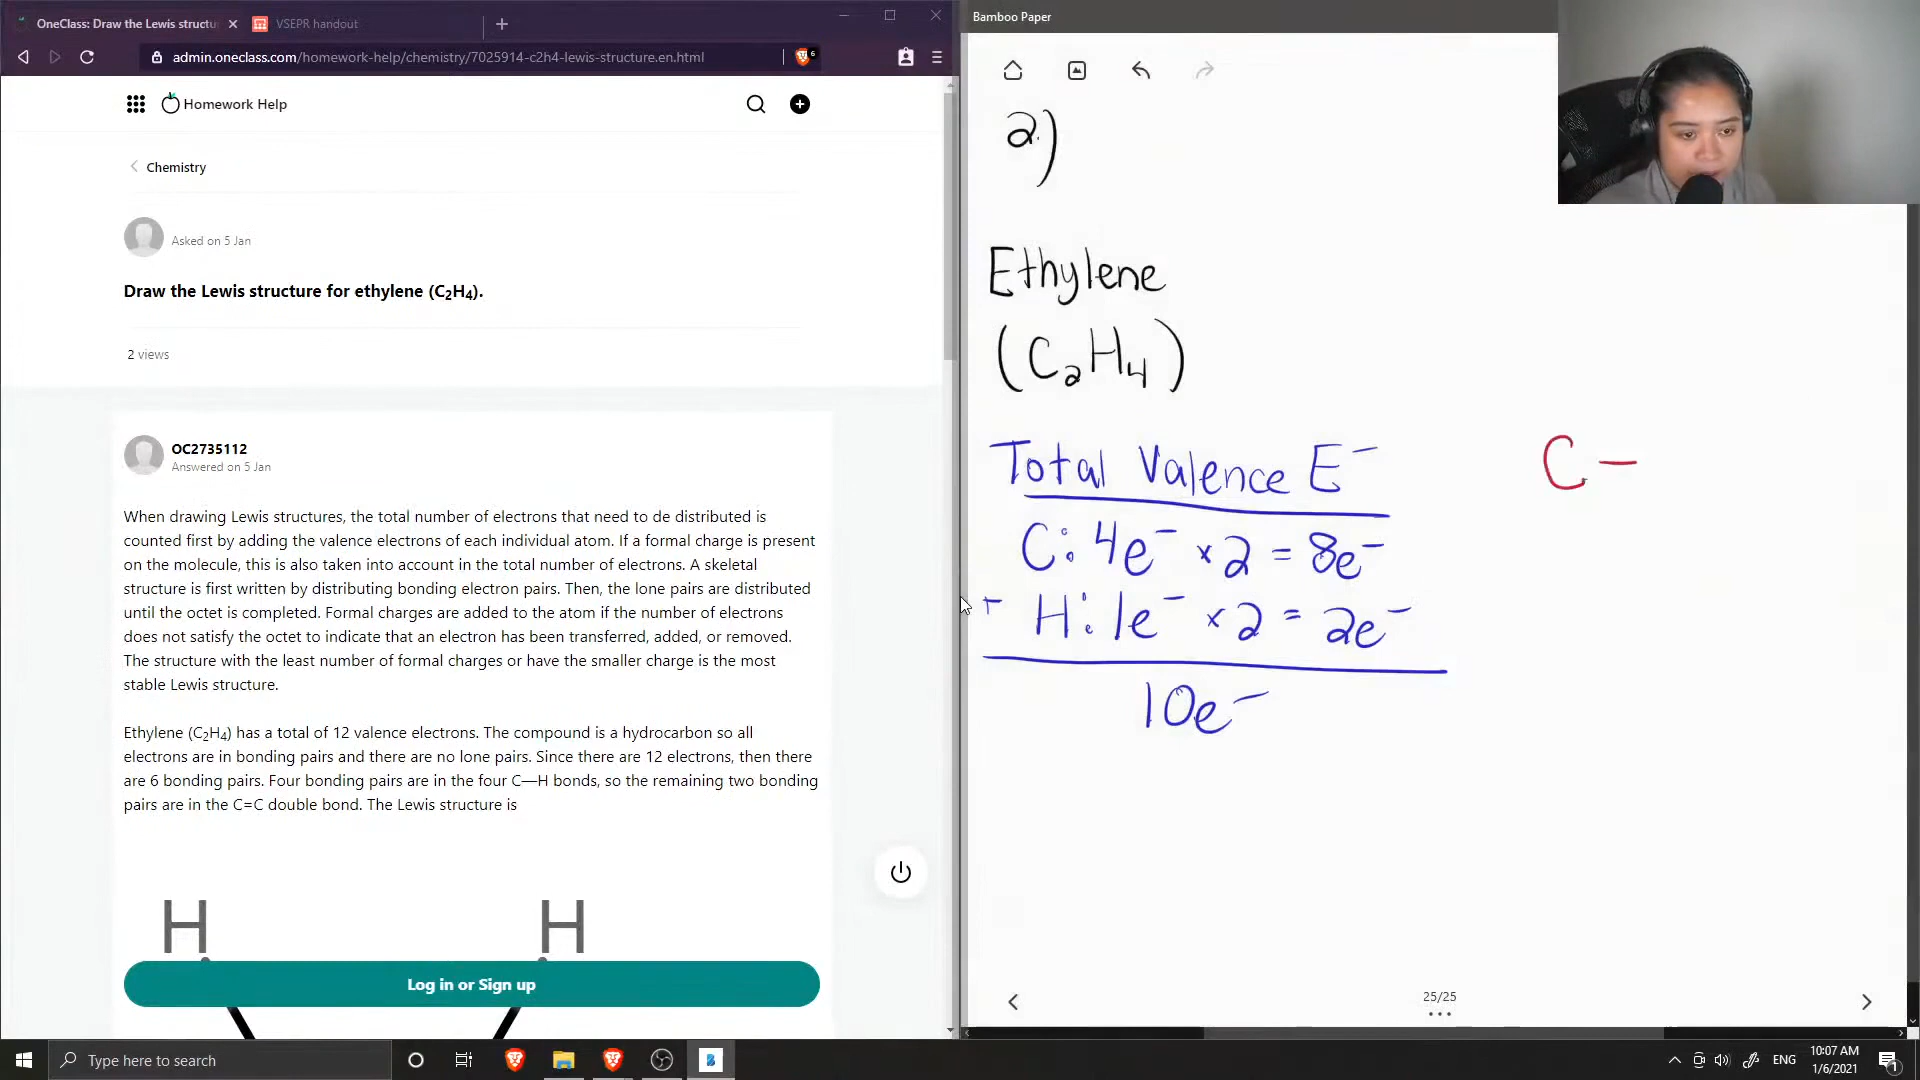 OneClass: Draw the Lewis structu
VSEPR handout
admin.oneclass.com/homework-help/chemistry/7025914-c2h4-lewis-structure.en.html
6
Homework Help
Chemistry
Asked on 5 Jan
Draw the Lewis structure for ethylene (C₂H₄).
2 views
OC2735112
Answered on 5 Jan
When drawing Lewis structures, the total number of electrons that need to de distributed is
counted first by adding the valence electrons of each individual atom. If a formal charge is present
on the molecule, this is also taken into account in the total number of electrons. A skeletal
structure is first written by distributing bonding electron pairs. Then, the lone pairs are distributed
until the octet is completed. Formal charges are added to the atom if the number of electrons
does not satisfy the octet to indicate that an electron has been transferred, added, or removed.
The structure with the least number of formal charges or have the smaller charge is the most
stable Lewis structure.
Ethylene (C₂H₄) has a total of 12 valence electrons. The compound is a hydrocarbon so all
electrons are in bonding pairs and there are no lone pairs. Since there are 12 electrons, then there
are 6 bonding pairs. Four bonding pairs are in the four C—H bonds, so the remaining two bonding
pairs are in the C=C double bond. The Lewis structure is
H H
Log in or Sign up
Bamboo Paper
2.)
Ethylene
(C₂H₄)
Total Valence E⁻
C: 4e⁻ × 2 = 8e⁻
+ H: 1e⁻ × 2 = 2e⁻
10e⁻
C —
25/25
Type here to search
ENG
10:07 AM
1/6/2021
1